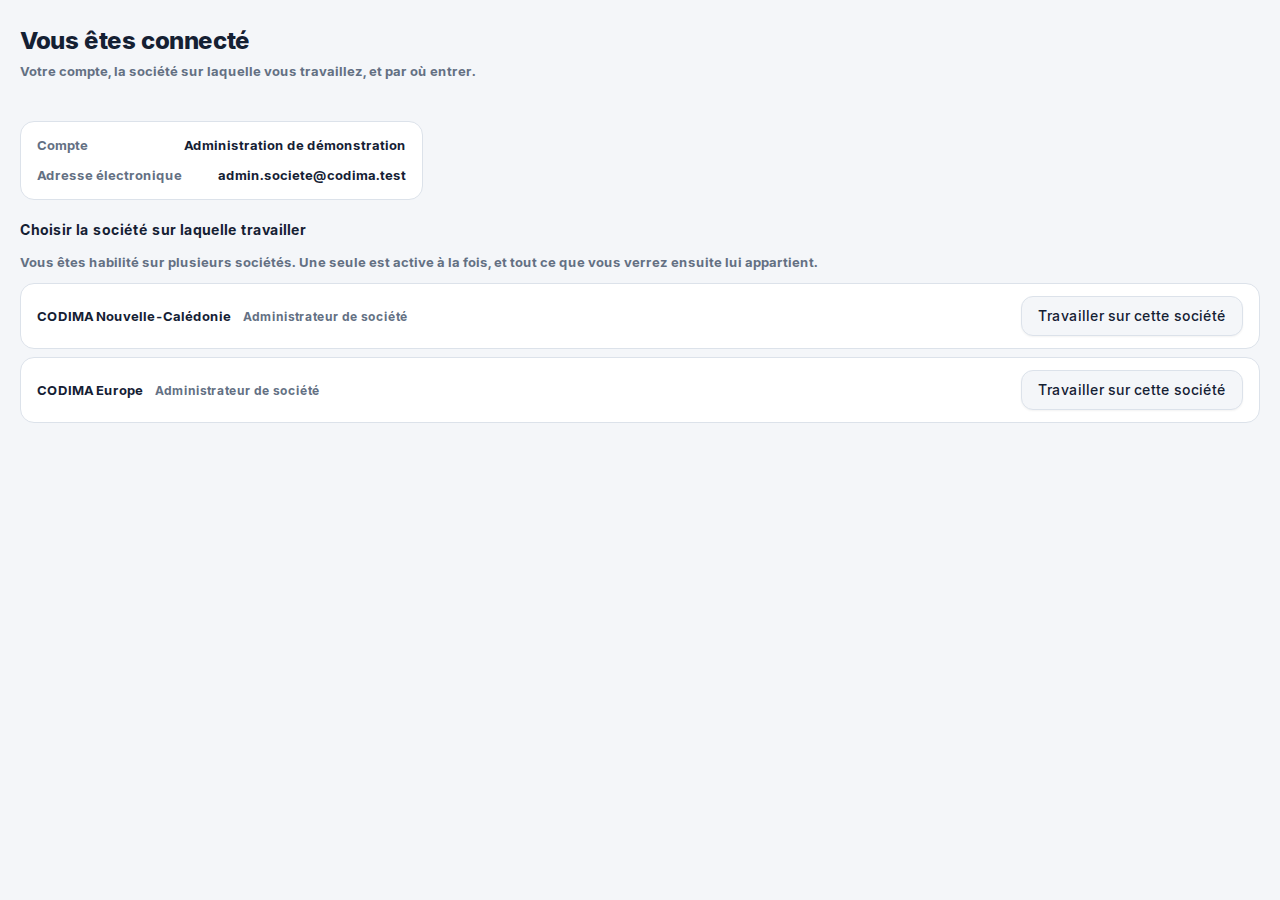 Vous êtes connecté
Votre compte, la société sur laquelle vous travaillez, et par où entrer.
Compte Administration de démonstration
Adresse électronique admin.societe@codima.test
Choisir la société sur laquelle travailler
Vous êtes habilité sur plusieurs sociétés. Une seule est active à la fois, et tout ce que vous verrez ensuite lui appartient.
CODIMA Nouvelle-Calédonie Administrateur de société Travailler sur cette société
CODIMA Europe Administrateur de société Travailler sur cette société